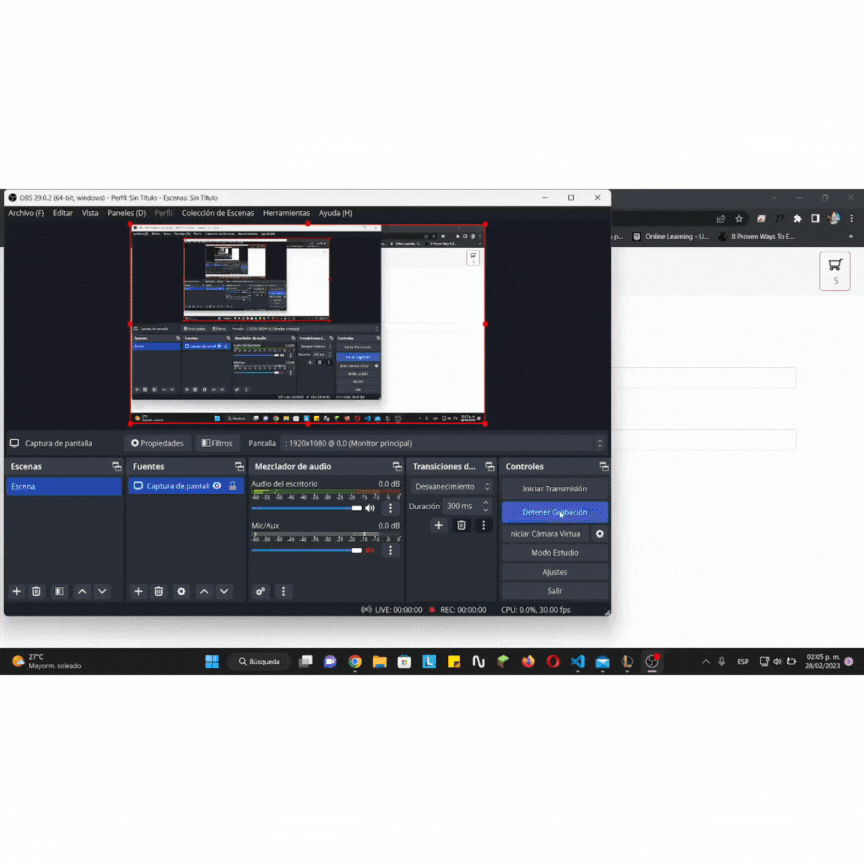 OBS 29.0.2 (64-bit, windows) - Perfil: Sin Título - Escenas: Sin Título
Archivo (F) Editar Vista Paneles (D) Perfil Colección de Escenas Herramientas Ayuda (H)
Online Learning - U... 8 Proven Ways To E...
5
Captura de pantalla Propiedades Filtros Pantalla : 1920x1080 @ 0,0 (Monitor principal)
Escenas Fuentes Mezclador de audio Transiciones d... Controles
Escena
Captura de pantall
Audio del escritorio 0.0 dB
-60 -55 -50 -45 -40 -35 -30 -25 -20 -15 -10 -5 0
Mic/Aux 0.0 dB
-60 -55 -50 -45 -40 -35 -30 -25 -20 -15 -10 -5 0
Desvanecimiento
Duración 300 ms
Iniciar Transmisión
Detener Grabación
niciar Cámara Virtua
Modo Estudio
Ajustes
Salir
LIVE: 00:00:00 REC: 00:00:00 CPU: 0.0%, 30.00 fps
27°C
Mayorm. soleado
Búsqueda
ESP
02:05 p. m.
28/02/2023